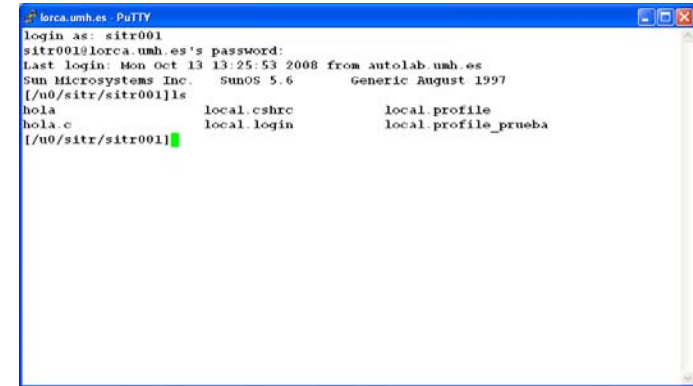 lorca.umh.es - PuTTY
login as: sitr001
sitr001@lorca.umh.es's password:
Last login: Mon Oct 13 13:25:53 2008 from autolab.umh.es
Sun Microsystems Inc.   SunOS 5.6       Generic August 1997
[/u0/sitr/sitr001]ls
hola                local.cshrc         local.profile
hola.c              local.login         local.profile_prueba
[/u0/sitr/sitr001]